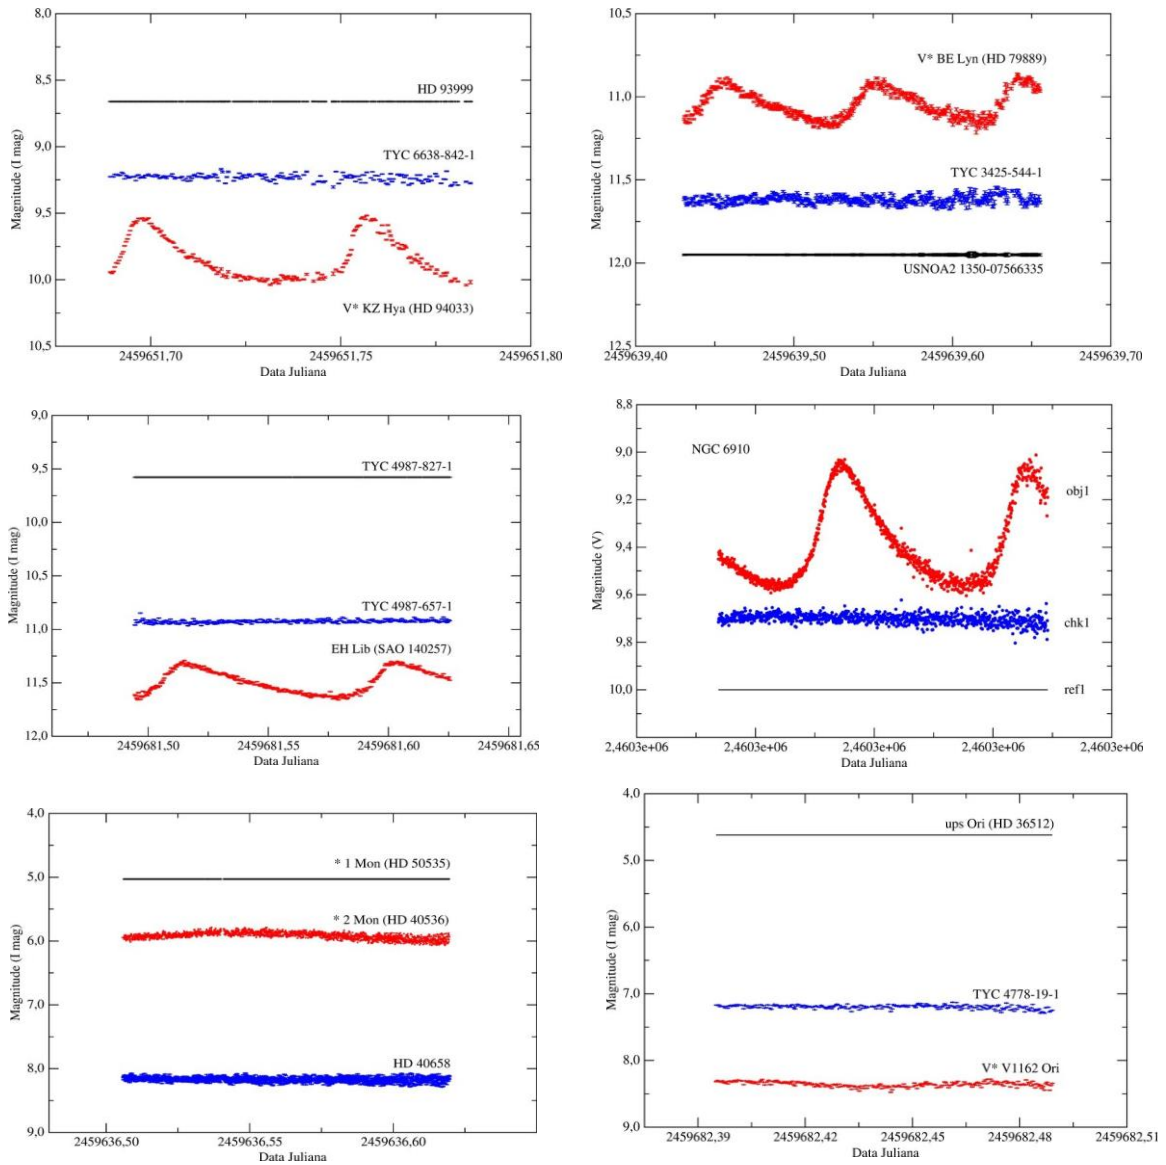 8,0
8,5
9,0
9,5
10,0
10,5
Magnitude (I mag)
HD 93999
TYC 6638-842-1
V* KZ Hya (HD 94033)
2459651,70
2459651,75
2459651,80
Data Juliana
10,5
11,0
11,5
12,0
12,5
Magnitude (I mag)
V* BE Lyn (HD 79889)
TYC 3425-544-1
USNOA2 1350-07566335
2459639,40
2459639,50
2459639,60
2459639,70
Data Juliana
9,0
9,5
10,0
10,5
11,0
11,5
12,0
Magnitude (I mag)
TYC 4987-827-1
TYC 4987-657-1
EH Lib (SAO 140257)
2459681,50
2459681,55
2459681,60
2459681,65
Data Juliana
8,8
9,0
9,2
9,4
9,6
9,8
10,0
Magnitude (V)
NGC 6910
obj1
chk1
ref1
2,4603e+06
2,4603e+06
2,4603e+06
2,4603e+06
2,4603e+06
Data Juliana
4,0
5,0
6,0
7,0
8,0
9,0
Magnitude (I mag)
* 1 Mon (HD 50535)
* 2 Mon (HD 40536)
HD 40658
2459636,50
2459636,55
2459636,60
Data Juliana
4,0
5,0
6,0
7,0
8,0
9,0
Magnitude (I mag)
ups Ori (HD 36512)
TYC 4778-19-1
V* V1162 Ori
2459682,39
2459682,42
2459682,45
2459682,48
2459682,51
Data Juliana